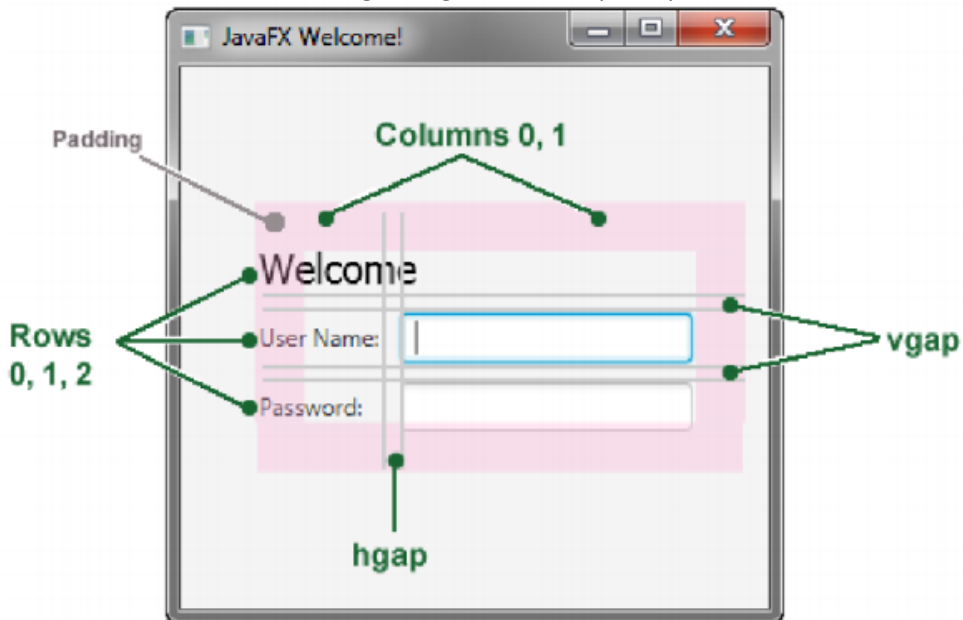 JavaFX Welcome!
Padding
Columns 0, 1
Welcome
Rows
0, 1, 2
User Name:
vgap
Password:
hgap